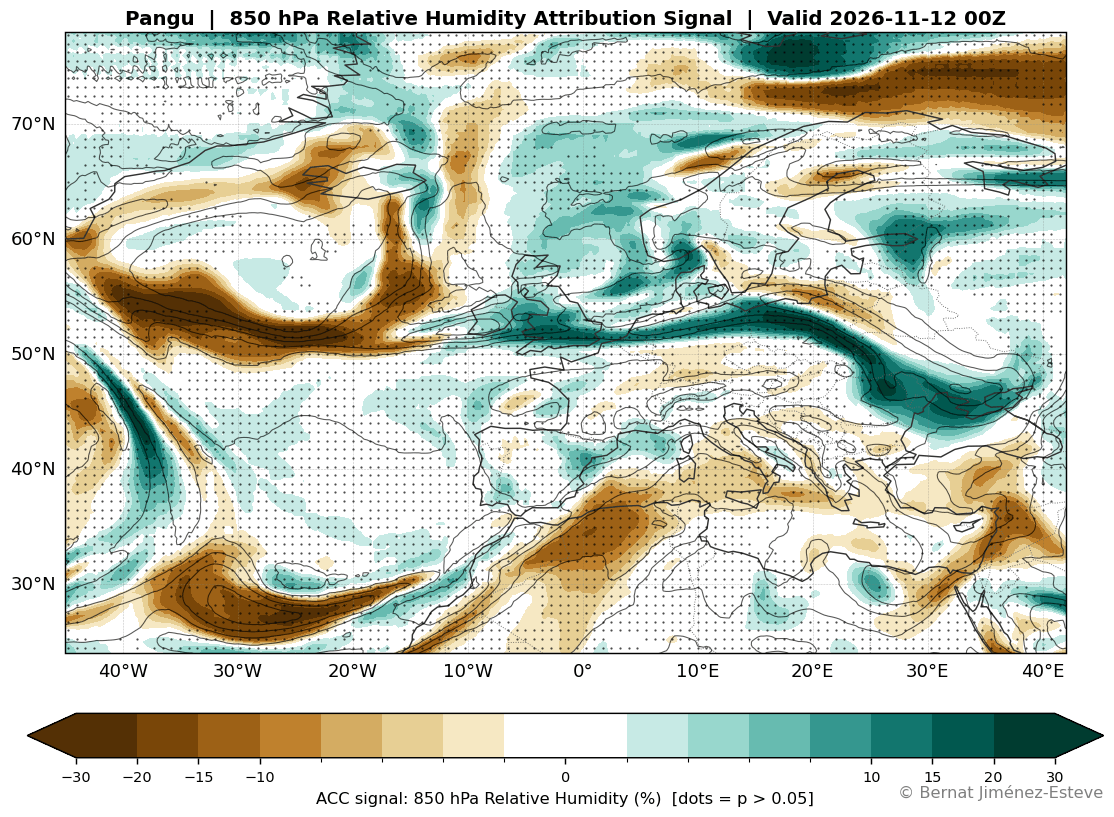 Pangu | 850 hPa Relative Humidity Attribution Signal | Valid 2026-11-12 00Z
70°N
60°N
50°N
40°N
30°N
40°W 30°W 20°W 10°W 0° 10°E 20°E 30°E 40°E
−30 −20 −15 −10 0 10 15 20 30
ACC signal: 850 hPa Relative Humidity (%) [dots = p > 0.05]
© Bernat Jiménez-Esteve